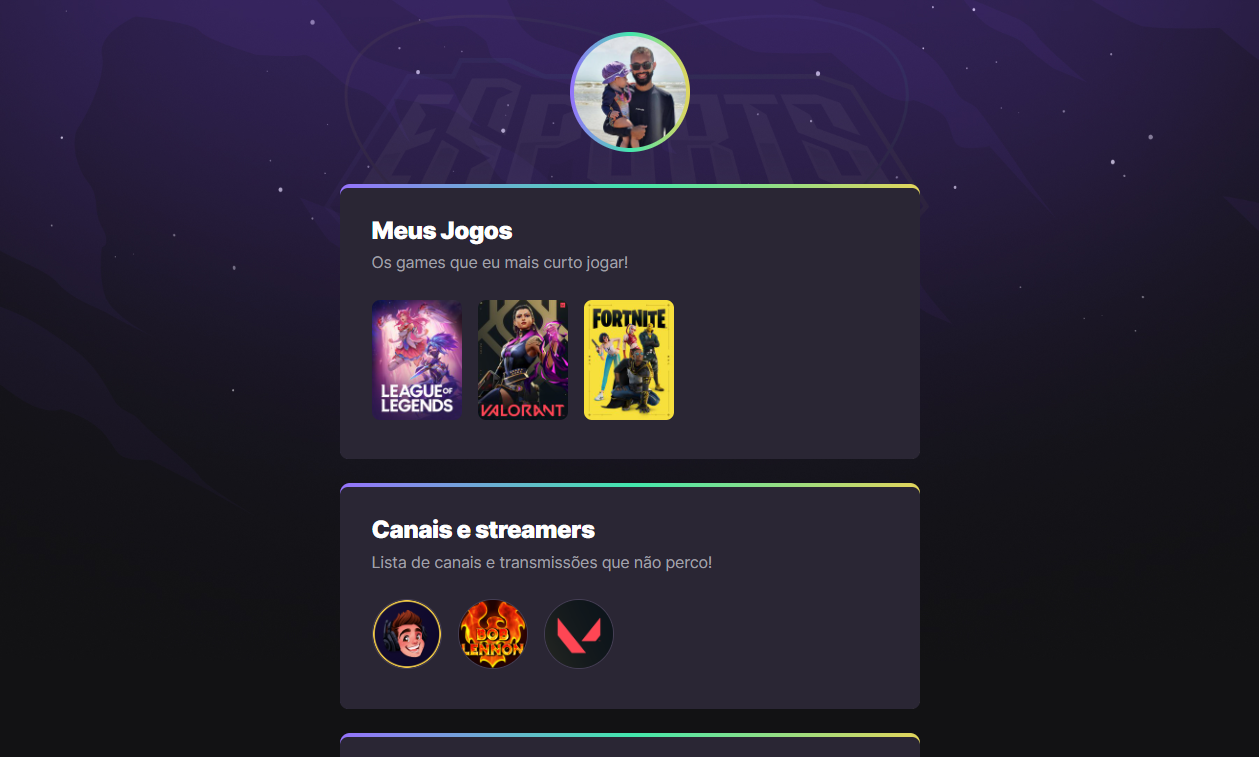 ESPORTS
Meus Jogos
Os games que eu mais curto jogar!
LEAGUE OF
LEGENDS
VALORANT
FORTNITE
Canais e streamers
Lista de canais e transmissões que não perco!
BOB
LENNON